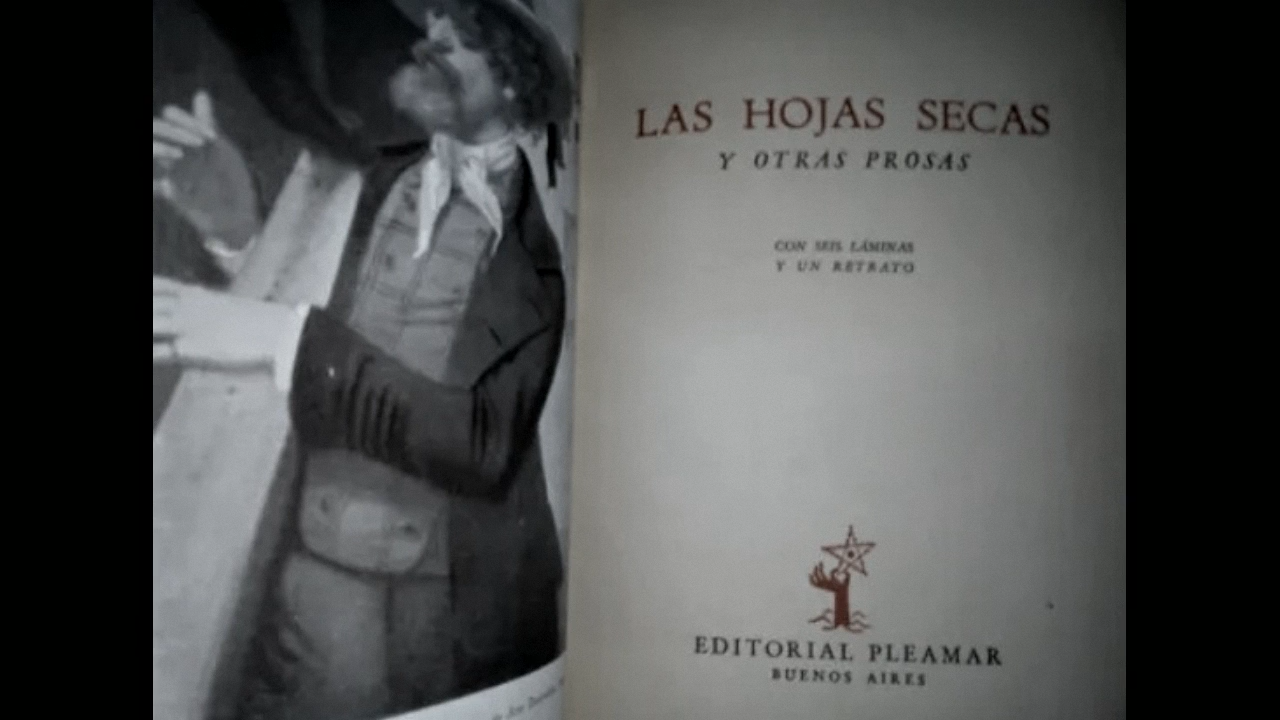 LAS HOJAS SECAS
Y OTRAS PROSAS
CON SEIS LÁMINAS
Y UN RETRATO
EDITORIAL PLEAMAR
BUENOS AIRES